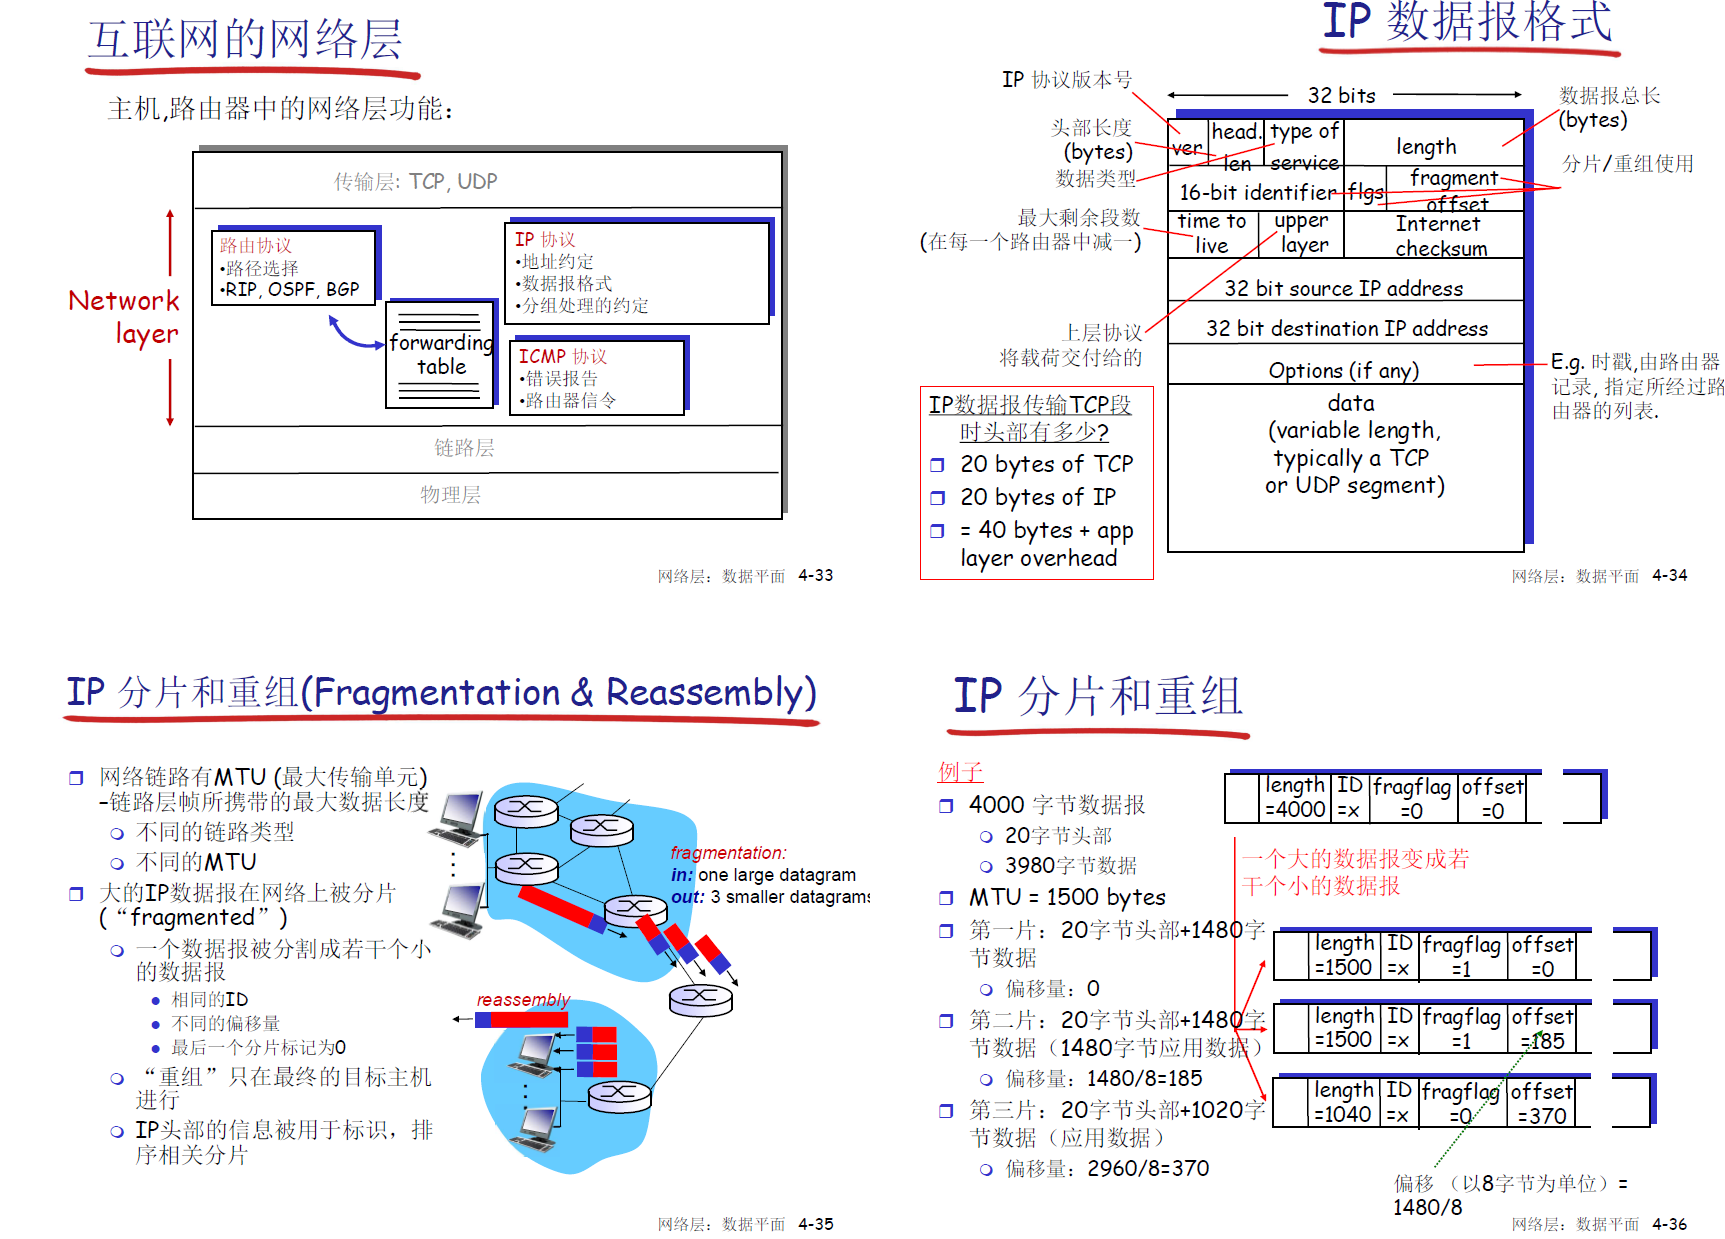 互联网的网络层
主机,路由器中的网络层功能：
传输层: TCP, UDP
Network
layer
路由协议
•路径选择
•RIP, OSPF, BGP
forwarding
table
IP 协议
•地址约定
•数据报格式
•分组处理的约定
ICMP 协议
•错误报告
•路由器信令
链路层
物理层
网络层：数据平面 4-33
IP 数据报格式
IP 协议版本号
头部长度
(bytes)
数据类型
最大剩余段数
(在每一个路由器中减一)
上层协议
将载荷交付给的
32 bits
ver
head.
len
type of
service
length
16-bit identifier
flgs
fragment
offset
time to
live
upper
layer
Internet
checksum
32 bit source IP address
32 bit destination IP address
Options (if any)
data
(variable length,
typically a TCP
or UDP segment)
数据报总长
(bytes)
分片/重组使用
E.g. 时戳,由路由器
记录, 指定所经过路
由器的列表.
IP数据报传输TCP段
时头部有多少?
❒ 20 bytes of TCP
❒ 20 bytes of IP
❒ = 40 bytes + app
layer overhead
网络层：数据平面 4-34
IP 分片和重组(Fragmentation & Reassembly)
❒ 网络链路有MTU (最大传输单元)
–链路层帧所携带的最大数据长度
❍ 不同的链路类型
❍ 不同的MTU
❒ 大的IP数据报在网络上被分片
(“fragmented”)
❍ 一个数据报被分割成若干个小
的数据报
● 相同的ID
● 不同的偏移量
● 最后一个分片标记为0
❍ “重组”只在最终的目标主机
进行
❍ IP头部的信息被用于标识，排
序相关分片
fragmentation:
in: one large datagram
out: 3 smaller datagrams
reassembly
网络层：数据平面 4-35
IP 分片和重组
例子
❒ 4000 字节数据报
❍ 20字节头部
❍ 3980字节数据
❒ MTU = 1500 bytes
❒ 第一片：20字节头部+1480字
节数据
❍ 偏移量：0
❒ 第二片：20字节头部+1480字
节数据（1480字节应用数据）
❍ 偏移量：1480/8=185
❒ 第三片：20字节头部+1020字
节数据（应用数据）
❍ 偏移量：2960/8=370
length ID fragflag offset
=4000 =x =0 =0
一个大的数据报变成若
干个小的数据报
length ID fragflag offset
=1500 =x =1 =0
length ID fragflag offset
=1500 =x =1 =185
length ID fragflag offset
=1040 =x =0 =370
偏移 （以8字节为单位）=
1480/8
网络层：数据平面 4-36